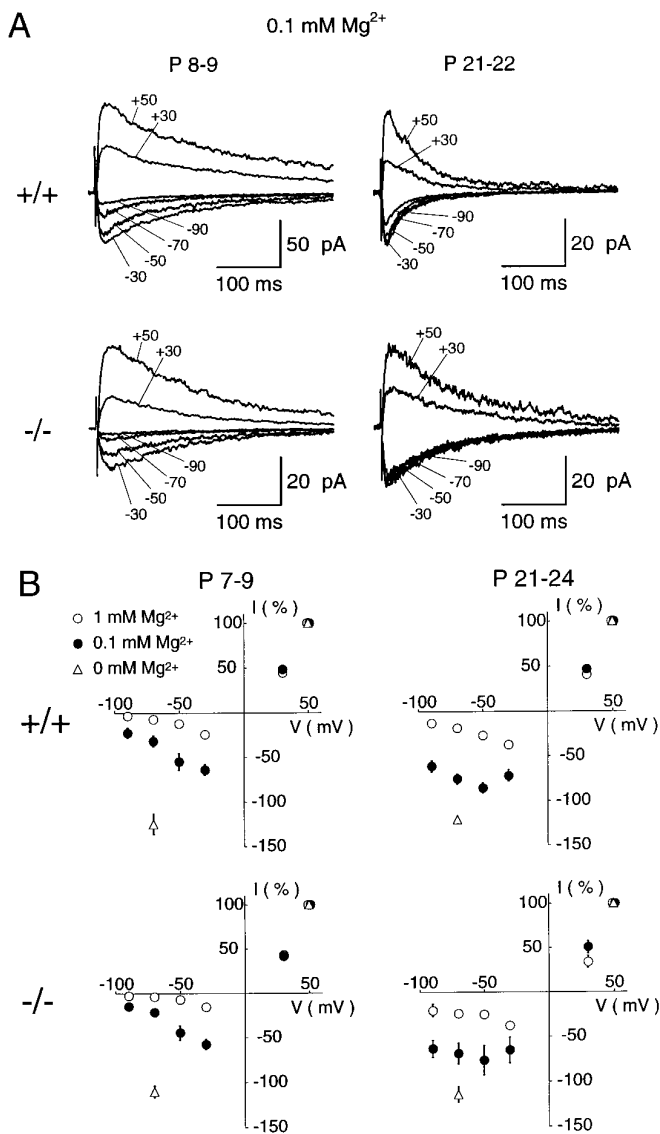 A
0.1 mM Mg²⁺
P 8-9
P 21-22
+/+
+50
+30
-90
-70
-50
-30
50 pA
100 ms
+50
+30
-90
-70
-50
-30
20 pA
100 ms
-/-
+50
+30
-90
-70
-50
-30
20 pA
100 ms
+50
+30
-90
-70
-50
-30
20 pA
100 ms
B
P 7-9
P 21-24
○ 1 mM Mg²⁺
● 0.1 mM Mg²⁺
△ 0 mM Mg²⁺
+/+
I ( % )
100
50
-100
-50
50
V ( mV )
-50
-100
-150
I ( % )
100
50
-100
-50
50
V ( mV )
-50
-100
-150
-/-
I ( % )
100
50
-100
-50
50
V ( mV )
-50
-100
-150
I ( % )
100
50
-100
-50
50
V ( mV )
-50
-100
-150